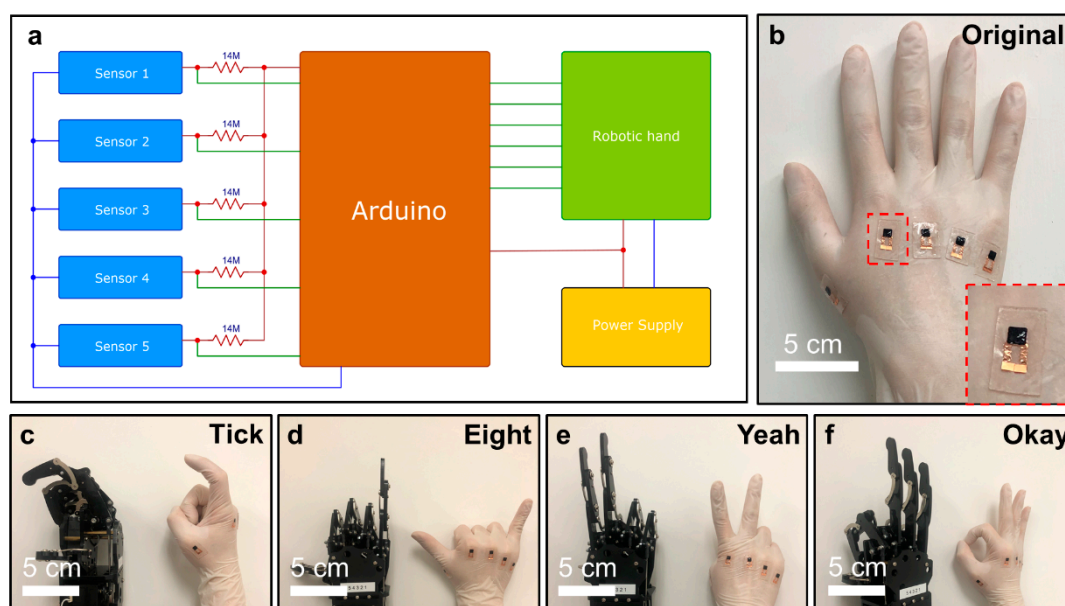 a
Sensor 1
14M
Sensor 2
14M
Sensor 3
14M
Sensor 4
14M
Sensor 5
14M
Arduino
Robotic hand
Power Supply
b
Original
5 cm
c
Tick
5 cm
d
Eight
5 cm
e
Yeah
5 cm
f
Okay
5 cm